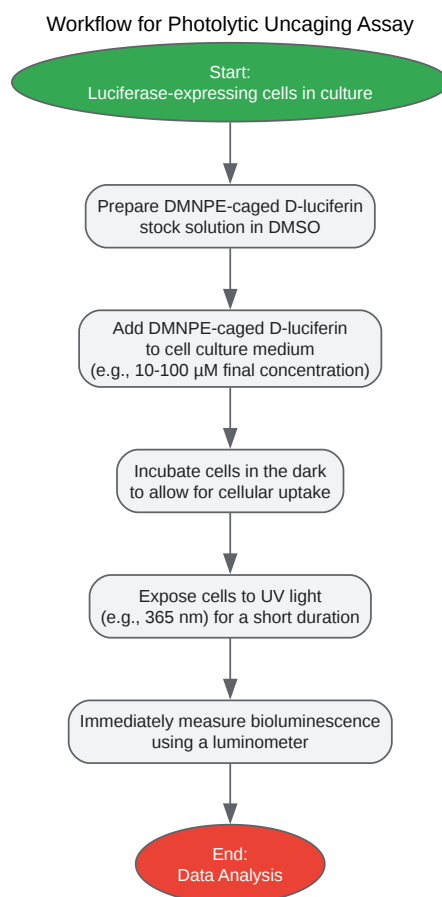 Workflow for Photolytic Uncaging Assay
Start:
Luciferase-expressing cells in culture
Prepare DMNPE-caged D-luciferin
stock solution in DMSO
Add DMNPE-caged D-luciferin
to cell culture medium
(e.g., 10-100 µM final concentration)
Incubate cells in the dark
to allow for cellular uptake
Expose cells to UV light
(e.g., 365 nm) for a short duration
Immediately measure bioluminescence
using a luminometer
End:
Data Analysis